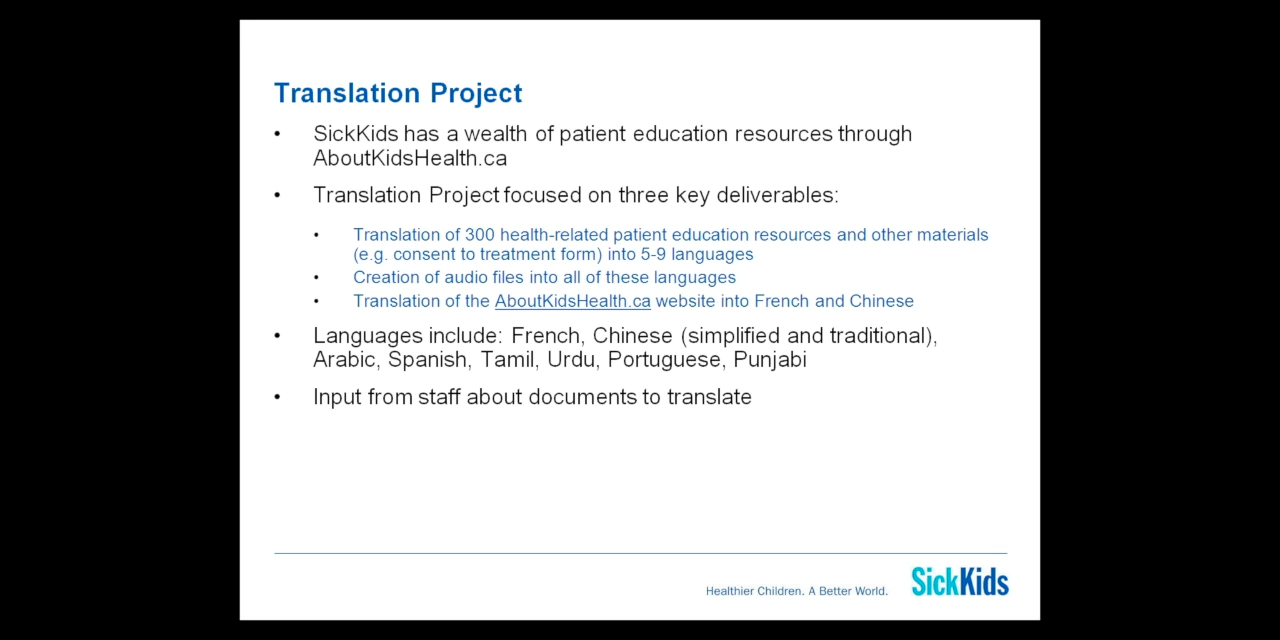 Translation Project
• SickKids has a wealth of patient education resources through
AboutKidsHealth.ca
• Translation Project focused on three key deliverables:
• Translation of 300 health-related patient education resources and other materials
(e.g. consent to treatment form) into 5-9 languages
• Creation of audio files into all of these languages
• Translation of the AboutKidsHealth.ca website into French and Chinese
• Languages include: French, Chinese (simplified and traditional),
Arabic, Spanish, Tamil, Urdu, Portuguese, Punjabi
• Input from staff about documents to translate
Healthier Children. A Better World.
SickKids